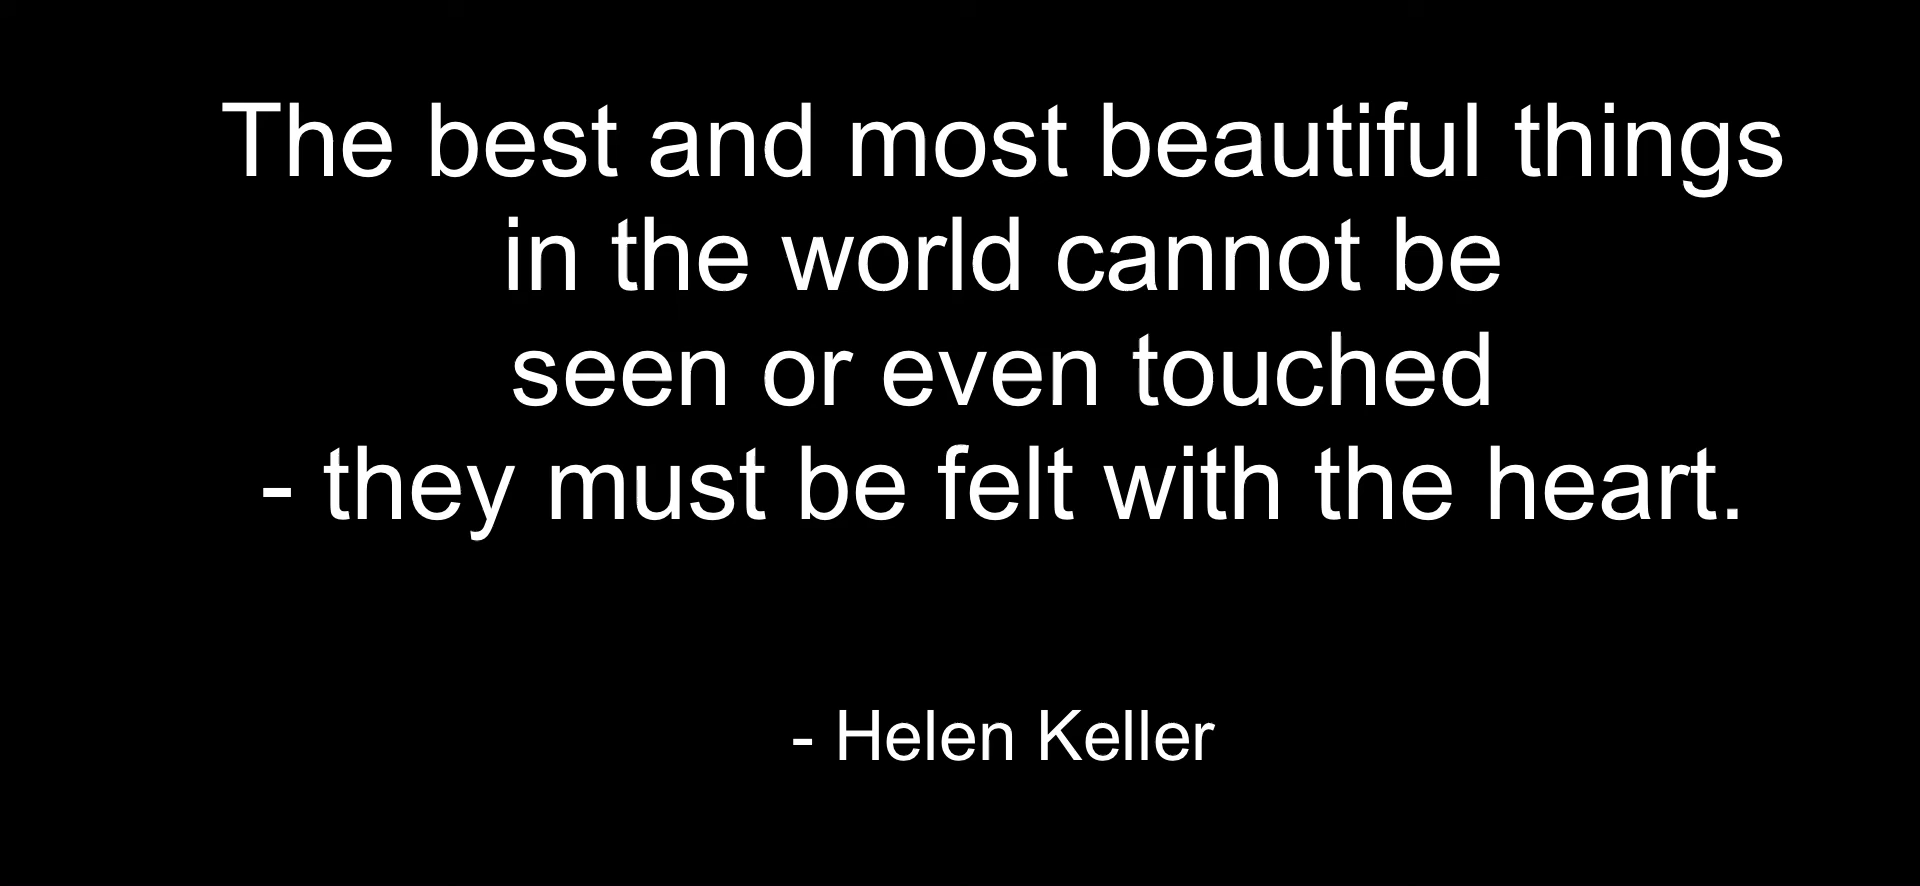 The best and most beautiful things
in the world cannot be
seen or even touched
- they must be felt with the heart.
- Helen Keller